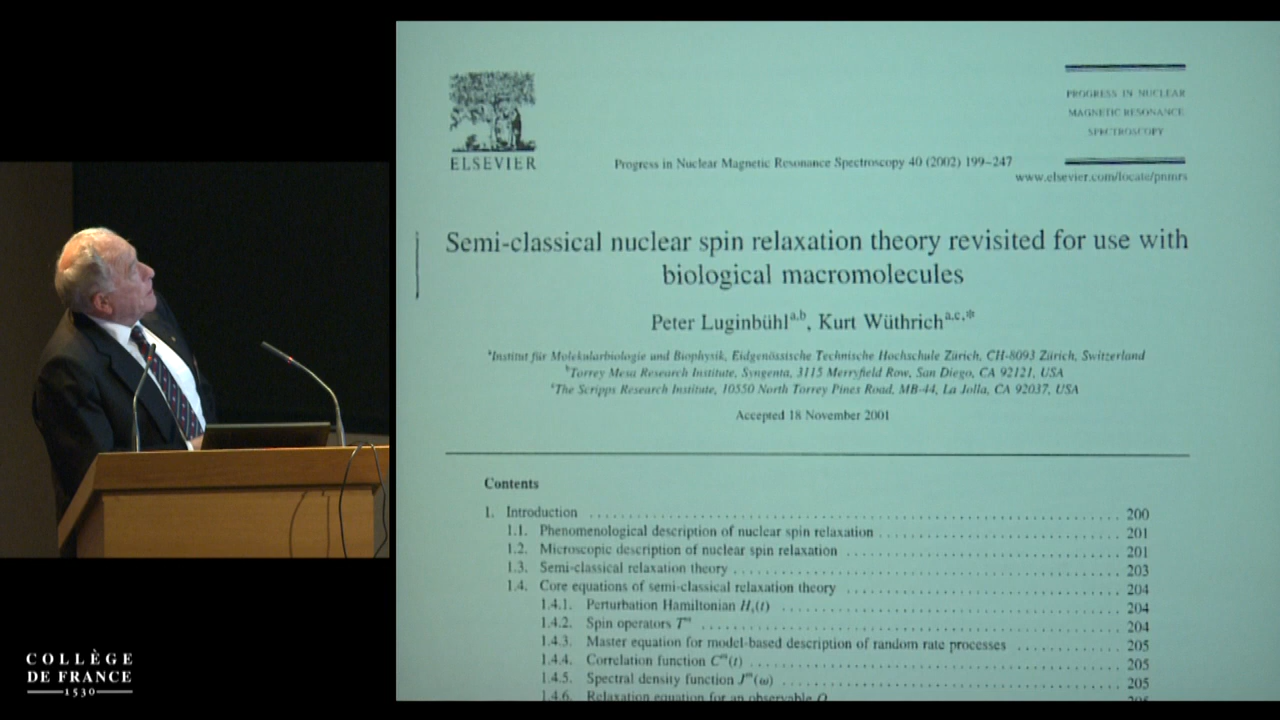 ELSEVIER
Progress in Nuclear Magnetic Resonance Spectroscopy 40 (2002) 199–247
PROGRESS IN NUCLEAR
MAGNETIC RESONANCE
SPECTROSCOPY
www.elsevier.com/locate/pnmrs
Semi-classical nuclear spin relaxation theory revisited for use with
biological macromolecules
Peter Luginbühl^a,b, Kurt Wüthrich^a,c,*
^aInstitut für Molekularbiologie und Biophysik, Eidgenössische Technische Hochschule Zürich, CH-8093 Zürich, Switzerland
^bTorrey Mesa Research Institute, Syngenta, 3115 Merryfield Row, San Diego, CA 92121, USA
^cThe Scripps Research Institute, 10550 North Torrey Pines Road, MB-44, La Jolla, CA 92037, USA
Accepted 18 November 2001
Contents
1. Introduction 200
1.1. Phenomenological description of nuclear spin relaxation 201
1.2. Microscopic description of nuclear spin relaxation 201
1.3. Semi-classical relaxation theory 203
1.4. Core equations of semi-classical relaxation theory 204
1.4.1. Perturbation Hamiltonian H₁(t) 204
1.4.2. Spin operators T^m 204
1.4.3. Master equation for model-based description of random rate processes 205
1.4.4. Correlation function C^m(t) 205
1.4.5. Spectral density function J^m(ω) 205
1.4.6. Relaxation equation for an observable
COLLÈGE
DE FRANCE
1530